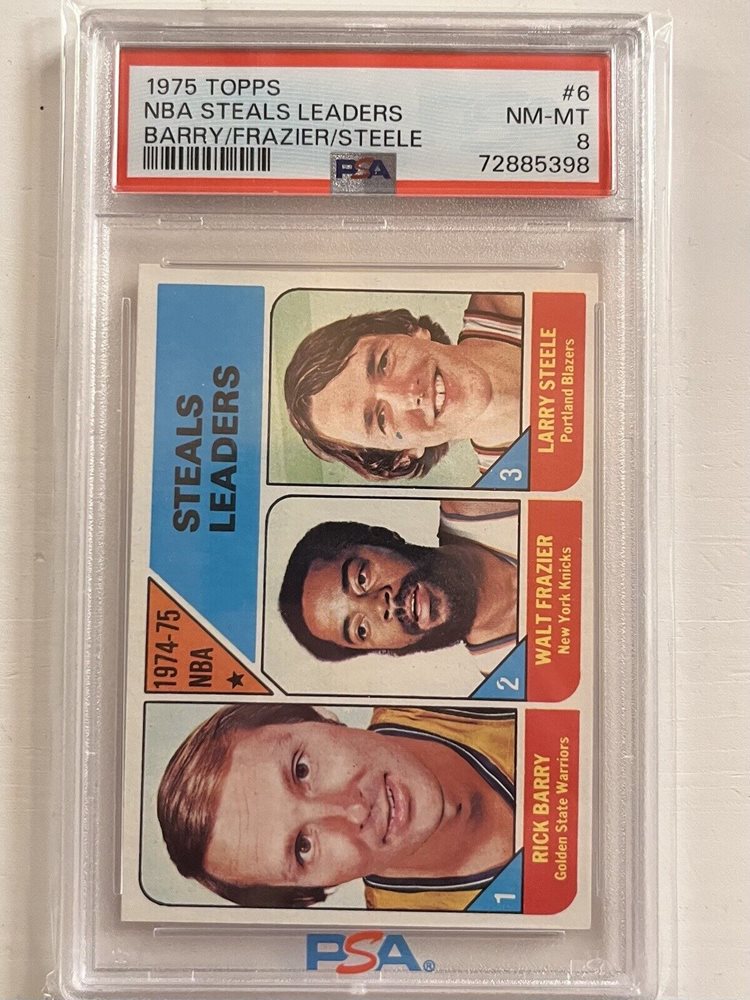 1975 TOPPS #6
NBA STEALS LEADERS NM-MT
BARRY/FRAZIER/STEELE 8
PSA 72885398
1974-75
NBA
STEALS
LEADERS
1
RICK BARRY
Golden State Warriors
2
WALT FRAZIER
New York Knicks
3
LARRY STEELE
Portland Blazers
PSA®